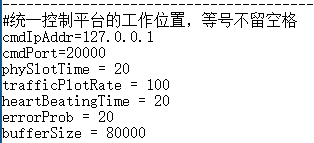 #统一控制平台的工作位置，等号不留空格
cmdIpAddr=127.0.0.1
cmdPort=20000
phySlotTime = 20
trafficPlotRate = 100
heartBeatingTime = 20
errorProb = 20
bufferSize = 80000